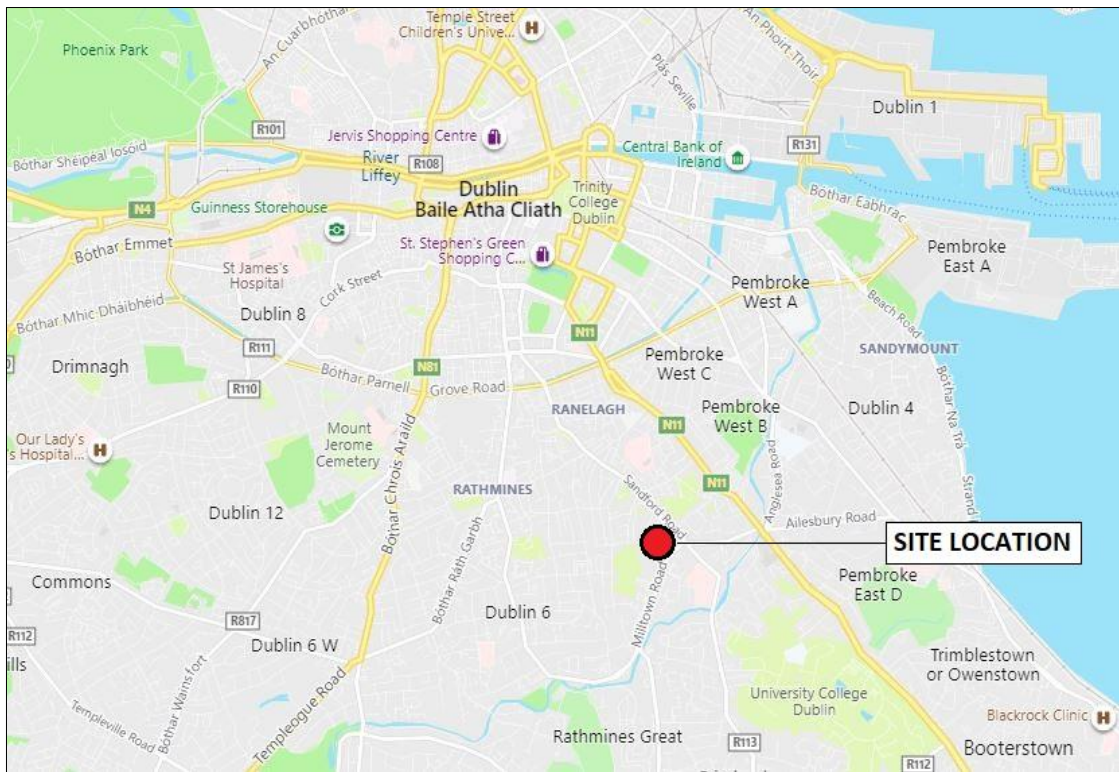 Temple Street
Children's Unive...
Phoenix Park
An Cuarbhóthar
An Phoirt-Thoir
Plás Seville
Dublin 1
R101
Jervis Shopping Centre
Central Bank of
Ireland
R131
Bóthar Shéipéal Iosóid
River
Liffey
R108
Dublin
Baile Atha Cliath
Trinity
College
Dublin
Bóthar Eabhrac
N4
Guinness Storehouse
Bóthar Emmet
St. Stephen's Green
Shopping C...
Pembroke
East A
St James's
Hospital
Cork Street
Pembroke
West A
Beach Road
Bóthar Mhic Dháibhéid
Dublin 8
N11
R111
SANDYMOUNT
Drimnagh
N81
Pembroke
West C
R110
Bóthar Parnell
Grove Road
Bóthar Na Trá
RANELAGH
Pembroke
West B
Dublin 4
N11
Our Lady's
Hospital...
Mount
Jerome
Cemetery
Bóthar Chrois Araild
Anglesea Road
Strand
RATHMINES
Sandford Road
N11
Dublin 12
Ailesbury Road
SITE LOCATION
Bóthar Ráth Garbh
Commons
Pembroke
East D
Dublin 6
Milltown Road
R817
R112
Dublin 6 W
ills
Trimblestown
or Owenstown
Templeville Road
Bóthar Wainsfort
Templeogue Road
University College
Dublin
Blackrock Clinic
Rathmines Great
R113
Booterstown
R112